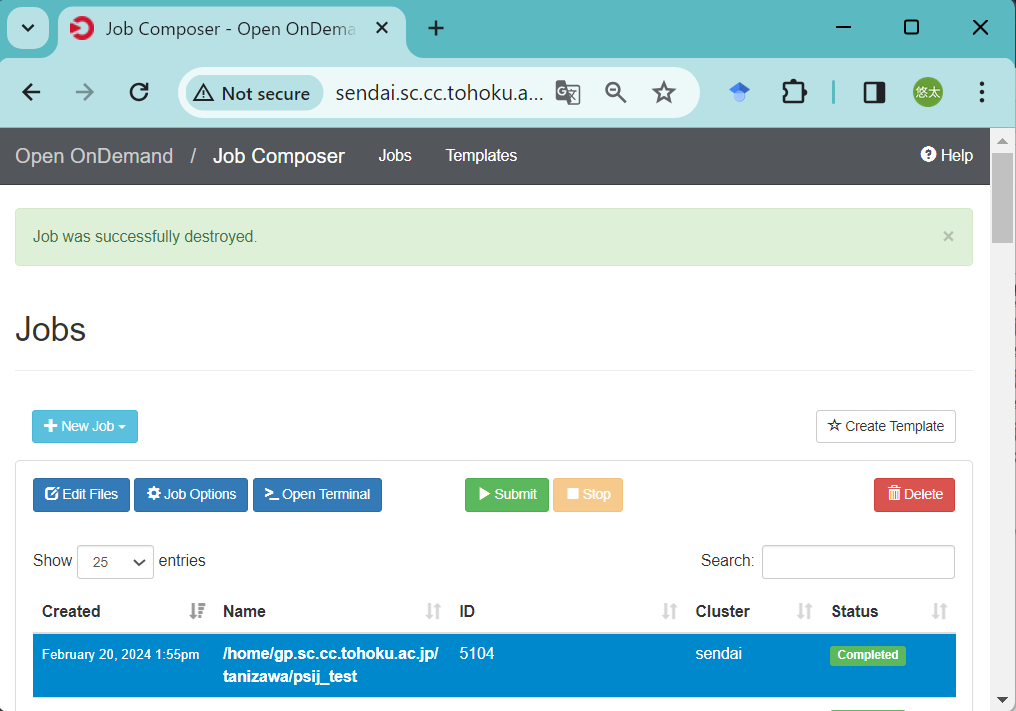 Job Composer - Open OnDema
Not secure
sendai.sc.cc.tohoku.a...
悠太
Open OnDemand / Job Composer Jobs Templates Help
Job was successfully destroyed. ×
Jobs
New Job
Create Template
Edit Files Job Options Open Terminal Submit Stop Delete
Show 25 entries Search:
Created Name ID Cluster Status
February 20, 2024 1:55pm /home/gp.sc.cc.tohoku.ac.jp/ 5104 sendai Completed
tanizawa/psij_test